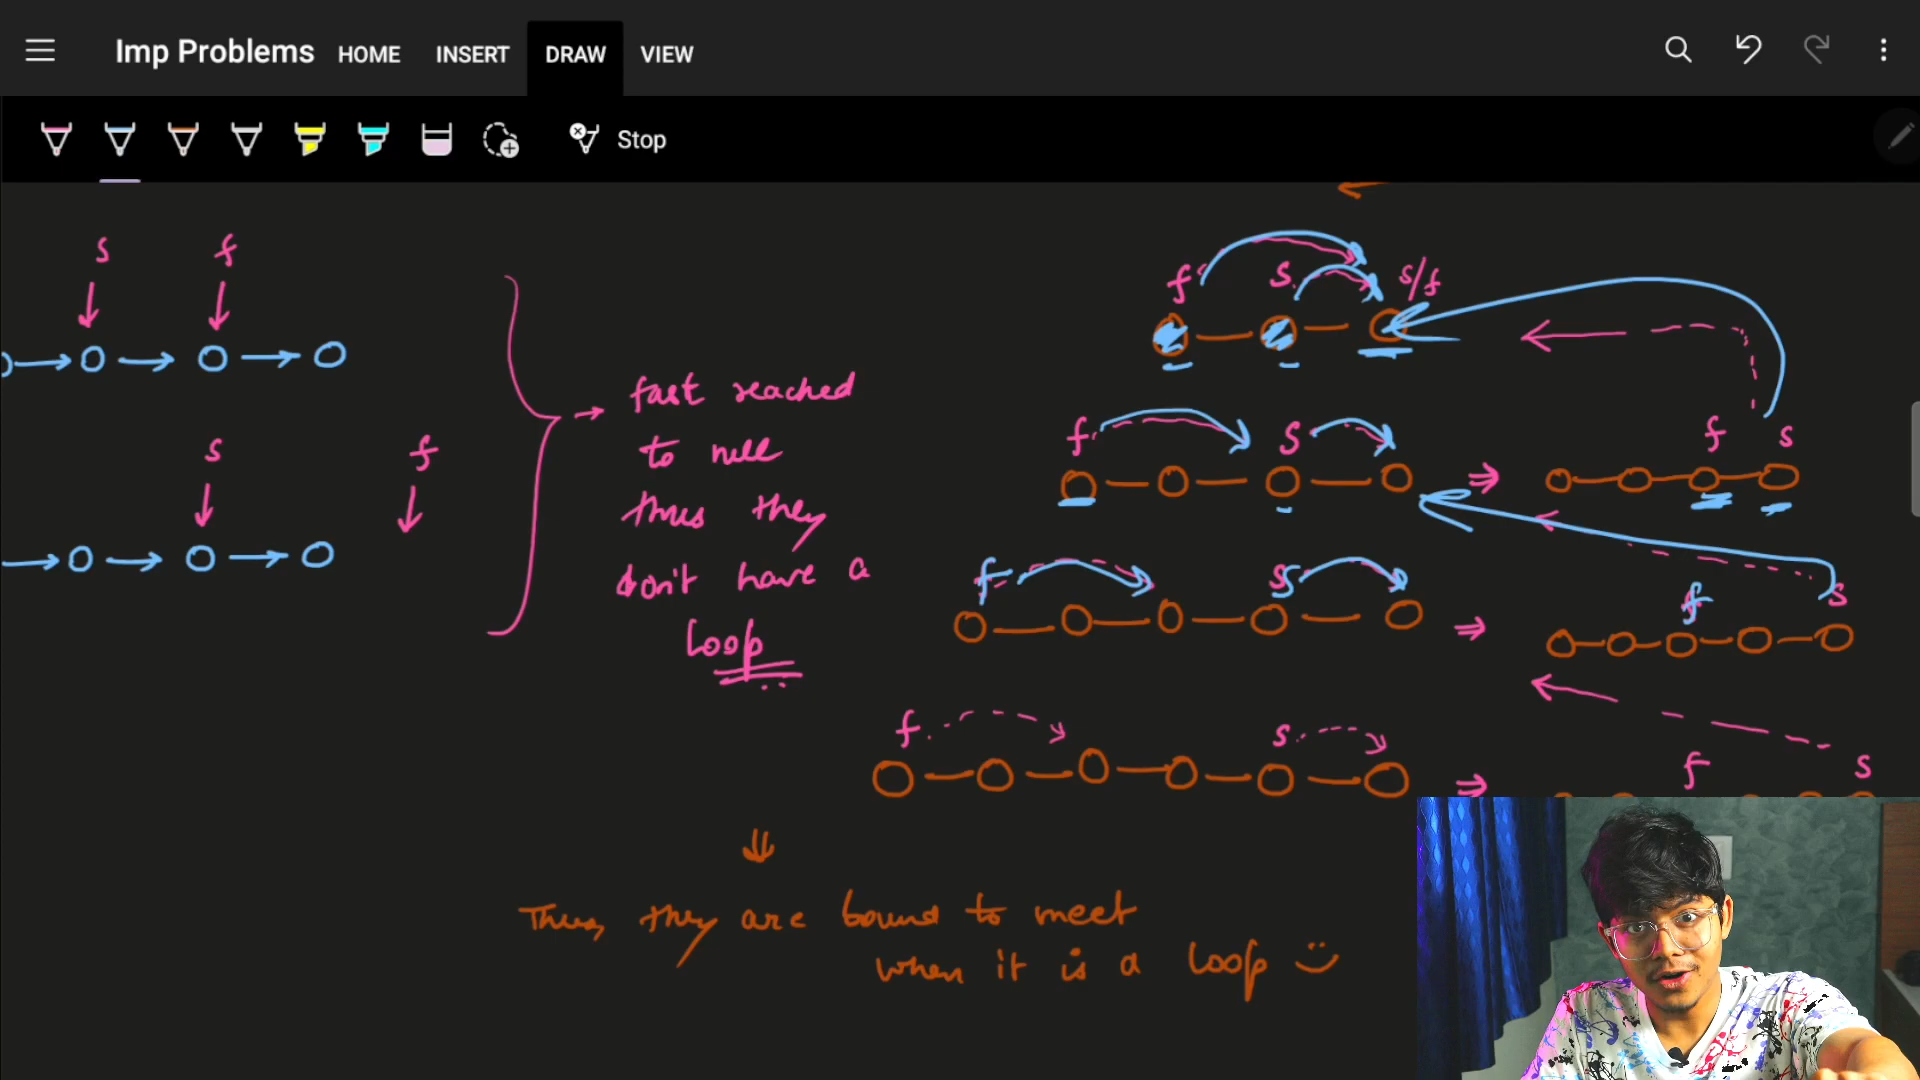 Imp Problems HOME INSERT DRAW VIEW
Stop
s f
s f
fast reached
to null
thus they
don't have a
loop
f s s/f
f s f s
f s f s
f s f s
Thus, they are bound to meet
when it is a loop